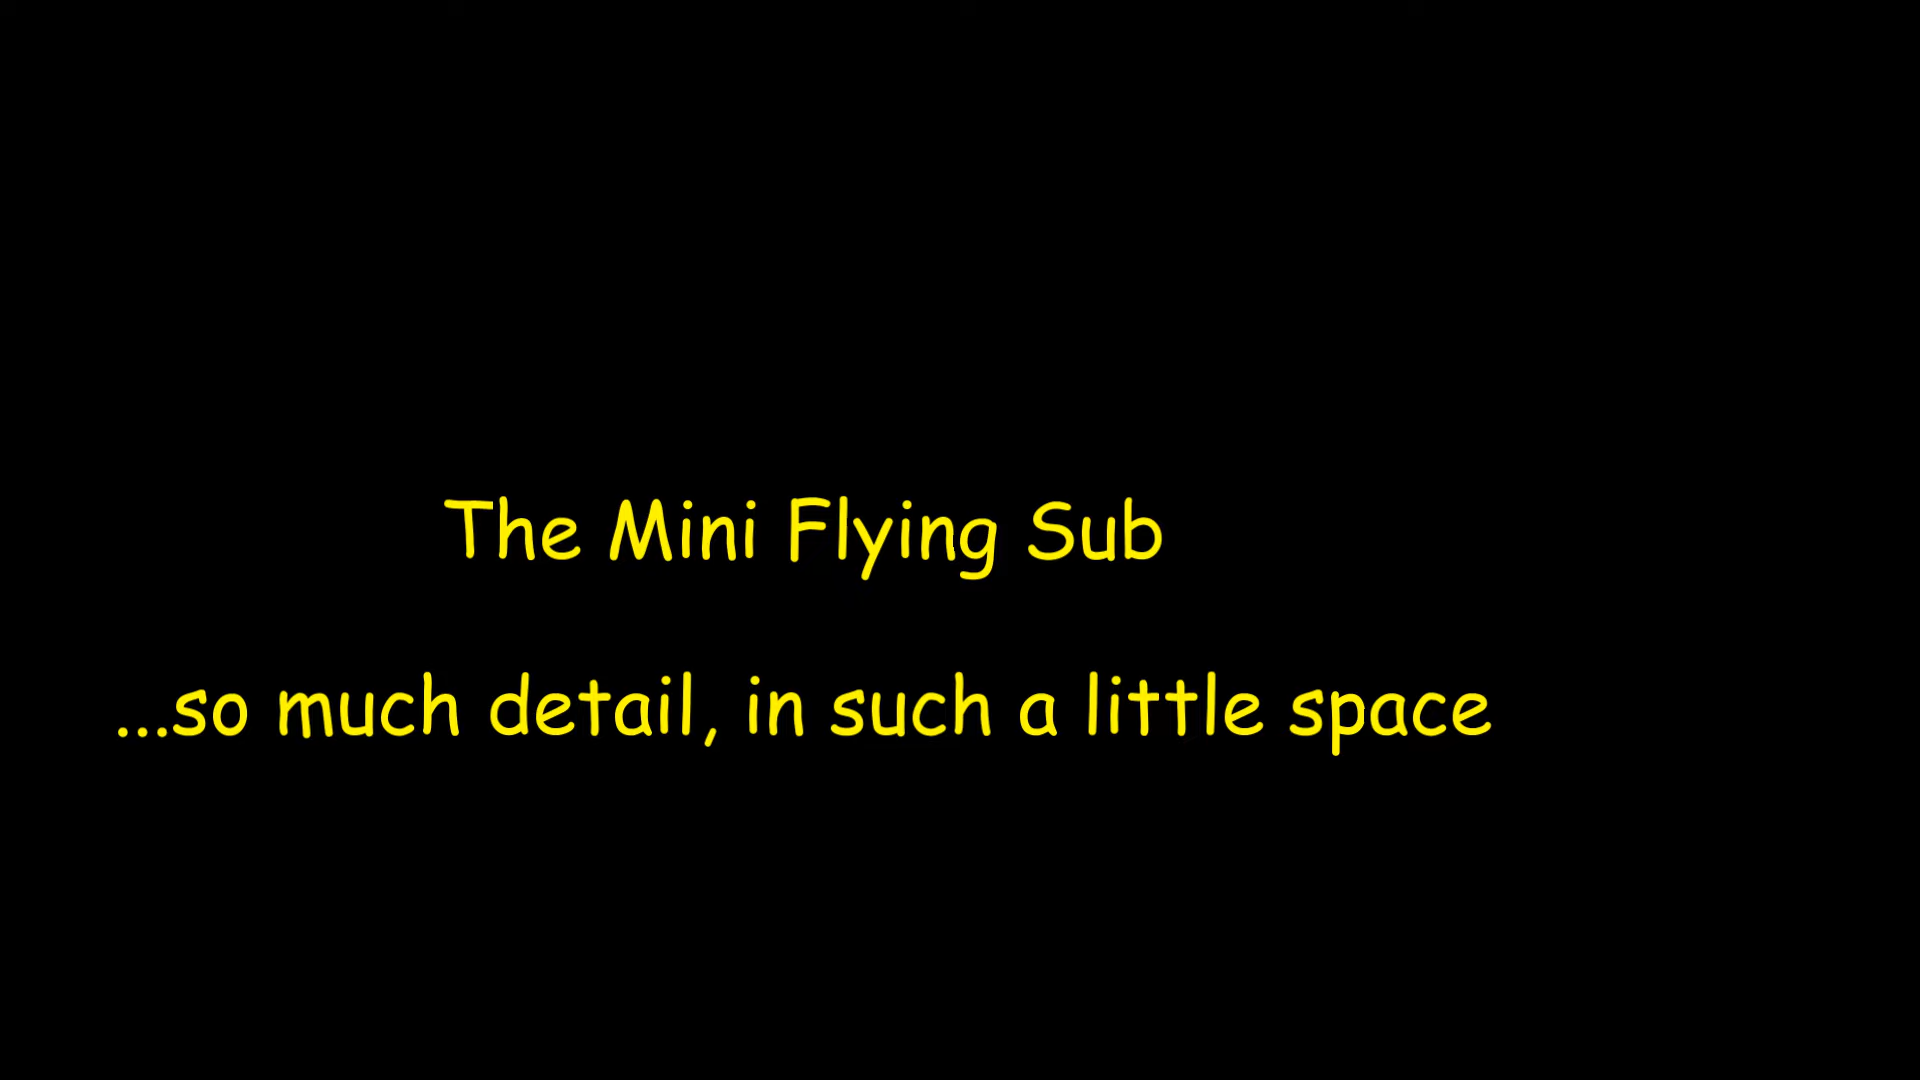 The Mini Flying Sub
...so much detail, in such a little space